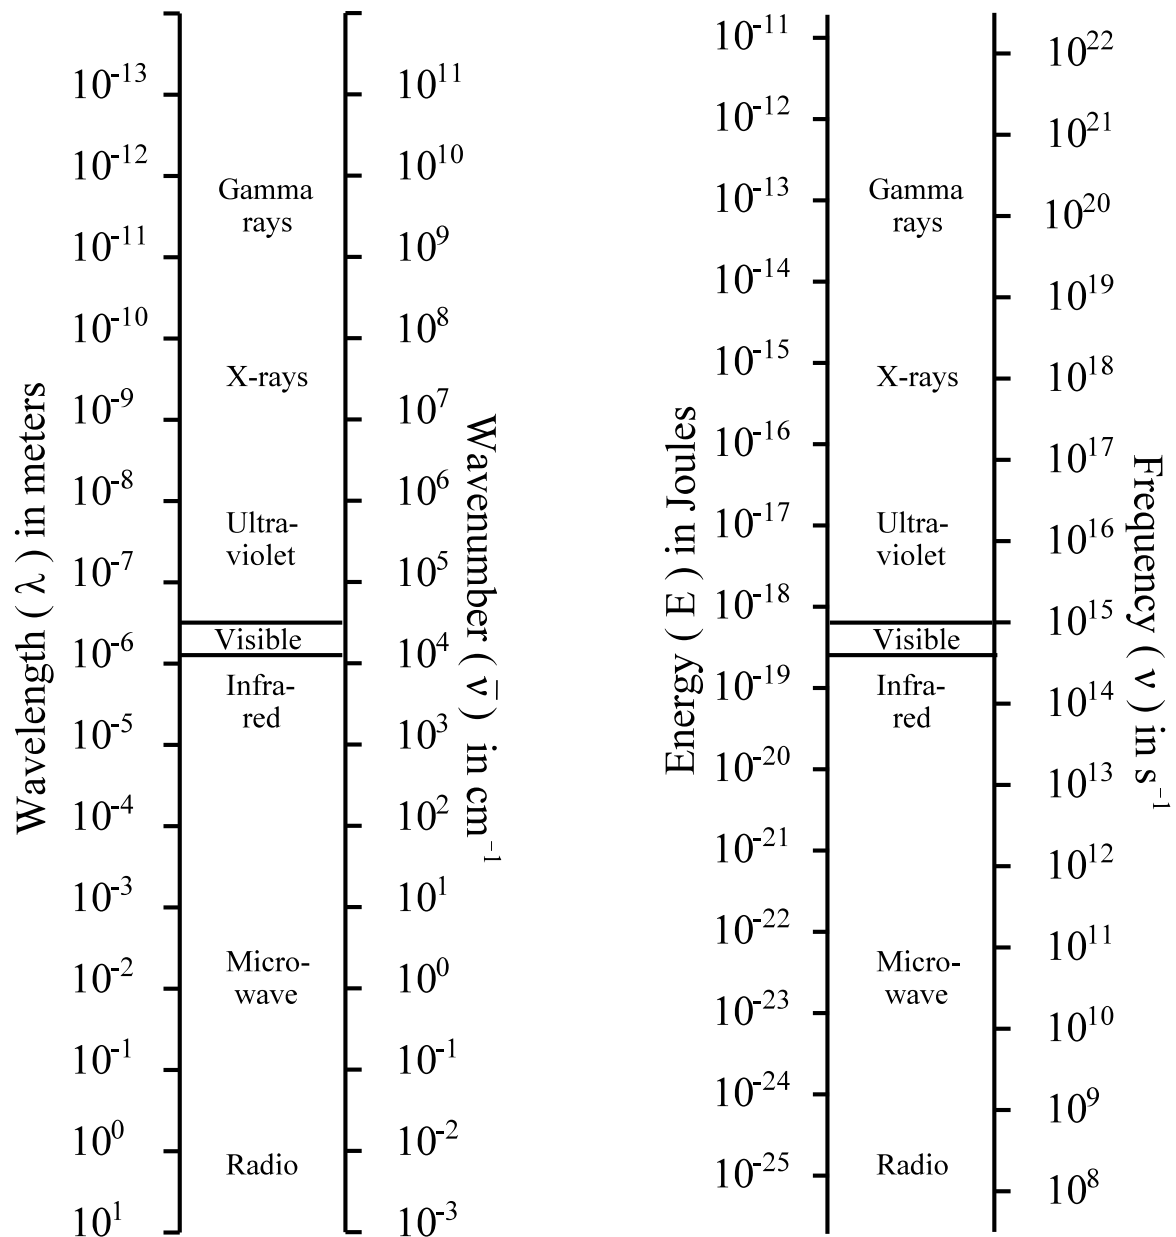 Wavelength ( λ ) in meters
10⁻¹³
10⁻¹²
10⁻¹¹
10⁻¹⁰
10⁻⁹
10⁻⁸
10⁻⁷
10⁻⁶
10⁻⁵
10⁻⁴
10⁻³
10⁻²
10⁻¹
10⁰
10¹
Gamma
rays
X-rays
Ultra-
violet
Visible
Infra-
red
Micro-
wave
Radio
10¹¹
10¹⁰
10⁹
10⁸
10⁷
10⁶
10⁵
10⁴
10³
10²
10¹
10⁰
10⁻¹
10⁻²
10⁻³
Wavenumber ( ν̅ ) in cm⁻¹
Energy ( E ) in Joules
10⁻¹¹
10⁻¹²
10⁻¹³
10⁻¹⁴
10⁻¹⁵
10⁻¹⁶
10⁻¹⁷
10⁻¹⁸
10⁻¹⁹
10⁻²⁰
10⁻²¹
10⁻²²
10⁻²³
10⁻²⁴
10⁻²⁵
Gamma
rays
X-rays
Ultra-
violet
Visible
Infra-
red
Micro-
wave
Radio
10²²
10²¹
10²⁰
10¹⁹
10¹⁸
10¹⁷
10¹⁶
10¹⁵
10¹⁴
10¹³
10¹²
10¹¹
10¹⁰
10⁹
10⁸
Frequency ( ν ) in s⁻¹